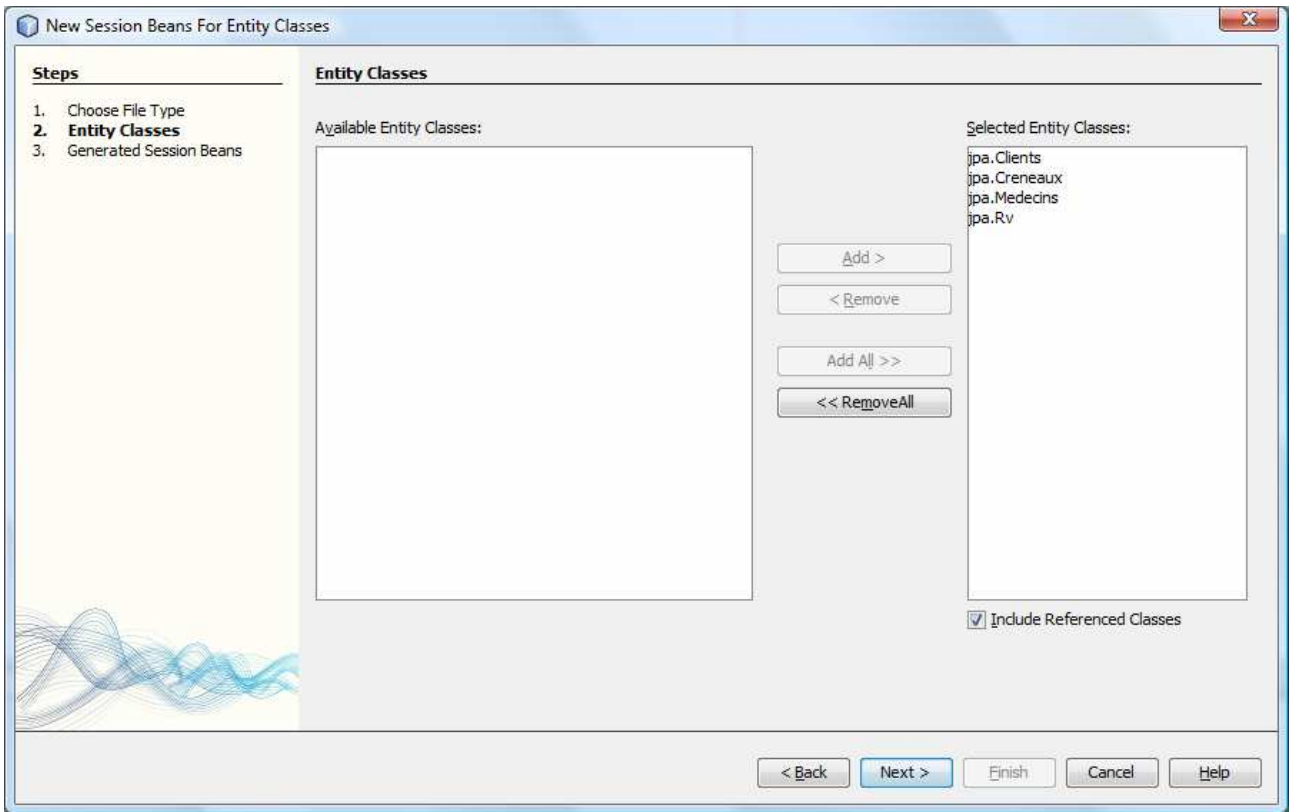 New Session Beans For Entity Classes
Steps
1. Choose File Type
2. Entity Classes
3. Generated Session Beans
Entity Classes
Available Entity Classes:
Add >
< Remove
Add All >>
<< RemoveAll
Selected Entity Classes:
jpa.Clients
jpa.Creneaux
jpa.Medecins
jpa.Rv
Include Referenced Classes
< Back
Next >
Finish
Cancel
Help